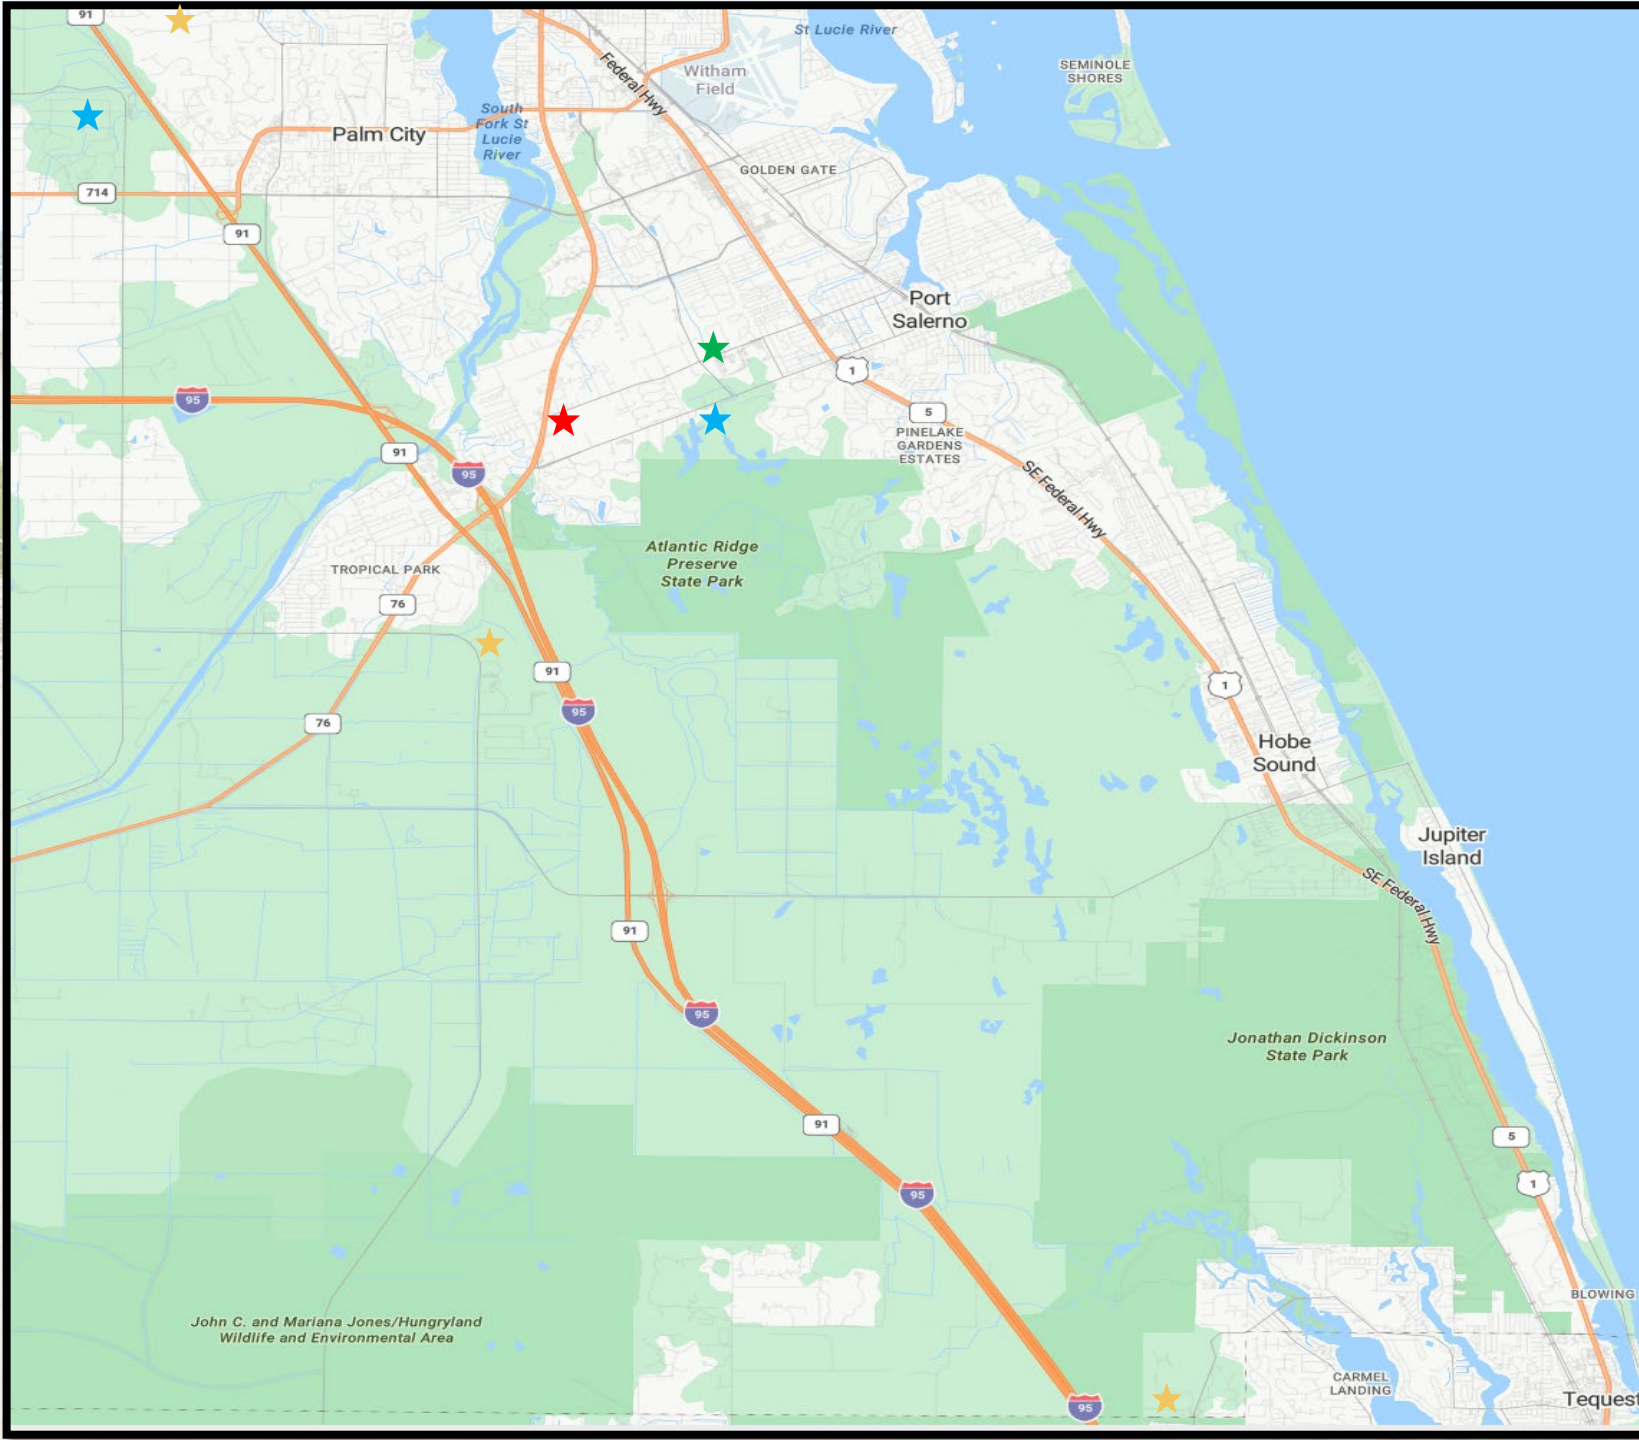 91
St Lucie River
SEMINOLE
SHORES
Federal Hwy
Witham
Field
South
Fork St
Lucie
River
Palm City
GOLDEN GATE
714
91
Port
Salerno
1
95
5
PINELAKE
GARDENS
ESTATES
91
95
SE Federal Hwy
Atlantic Ridge
Preserve
State Park
TROPICAL PARK
76
91
1
95
76
Hobe
Sound
Jupiter
Island
SE Federal Hwy
91
95
Jonathan Dickinson
State Park
91
5
95
1
BLOWING
John C. and Mariana Jones/Hungryland
Wildlife and Environmental Area
CARMEL
LANDING
Tequest
95